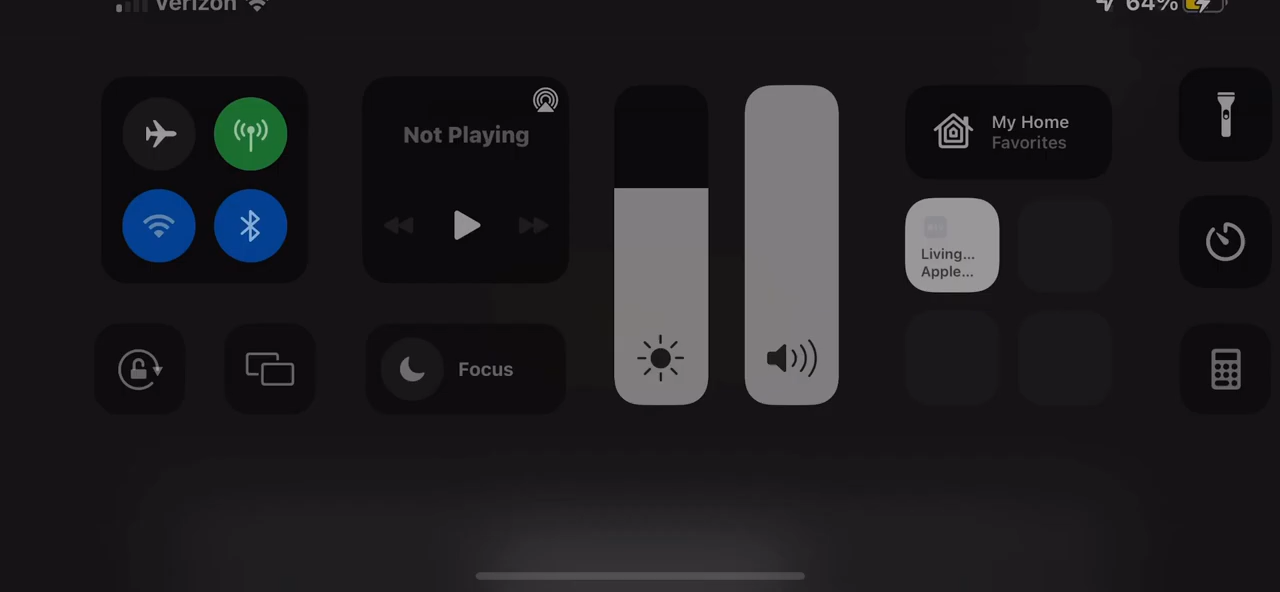 Verizon
64%
Not Playing
My Home
Favorites
Living...
Apple...
Focus